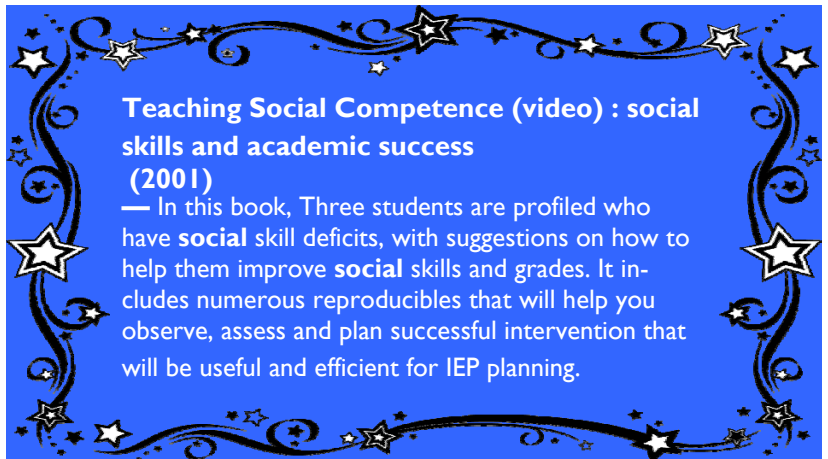 Teaching Social Competence (video) : social
skills and academic success
(2001)
— In this book, Three students are profiled who
have social skill deficits, with suggestions on how to
help them improve social skills and grades. It in-
cludes numerous reproducibles that will help you
observe, assess and plan successful intervention that
will be useful and efficient for IEP planning.